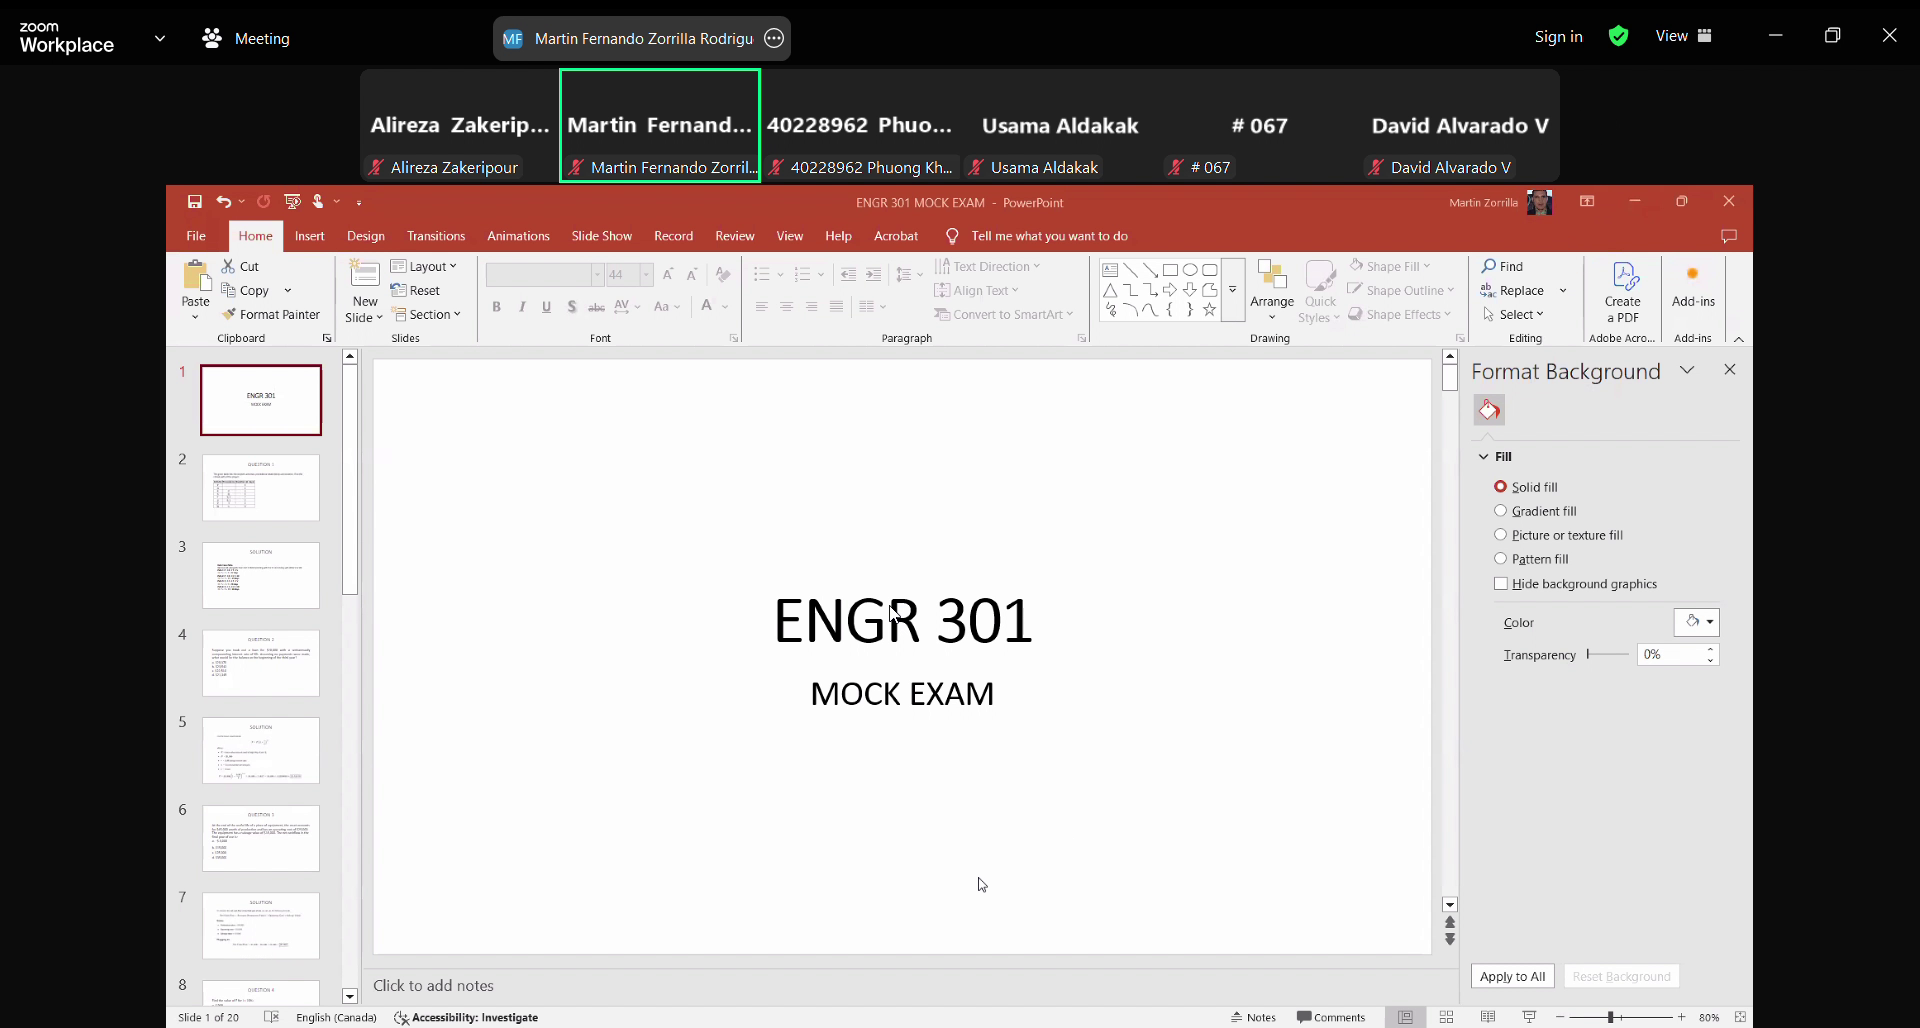 zoom
Workplace
Meeting
MF Martin Fernando Zorrilla Rodrigu
Sign in
View
Alireza Zakerip...
Martin Fernand...
40228962 Phuo...
Usama Aldakak
# 067
David Alvarado V
Alireza Zakeripour
Martin Fernando Zorril...
40228962 Phuong Kh...
Usama Aldakak
# 067
David Alvarado V
ENGR 301 MOCK EXAM - PowerPoint
Martin Zorrilla
File Home Insert Design Transitions Animations Slide Show Record Review View Help Acrobat Tell me what you want to do
Paste
Cut
Copy
Format Painter
Clipboard
New
Slide
Layout
Reset
Section
Slides
44
B I U S abc AV Aa A
Font
Text Direction
Align Text
Convert to SmartArt
Paragraph
Arrange
Quick
Styles
Shape Fill
Shape Outline
Shape Effects
Drawing
Find
Replace
Select
Editing
Create
a PDF
Adobe Acro...
Add-ins
Add-ins
1
ENGR 301
MOCK EXAM
2
QUESTION 1
3
SOLUTION
4
QUESTION 2
5
SOLUTION
6
QUESTION 3
7
SOLUTION
8
QUESTION 4
ENGR 301
MOCK EXAM
Click to add notes
Format Background
Fill
Solid fill
Gradient fill
Picture or texture fill
Pattern fill
Hide background graphics
Color
Transparency 0%
Apply to All
Reset Background
Slide 1 of 20
English (Canada)
Accessibility: Investigate
Notes
Comments
80%